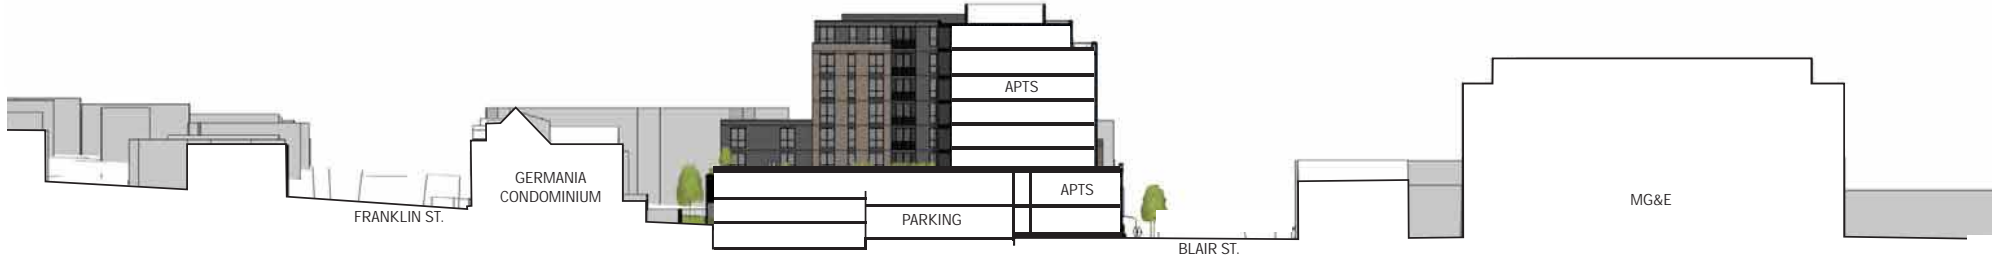 APTS
GERMANIA
CONDOMINIUM
FRANKLIN ST.
APTS
PARKING
BLAIR ST.
MG&E